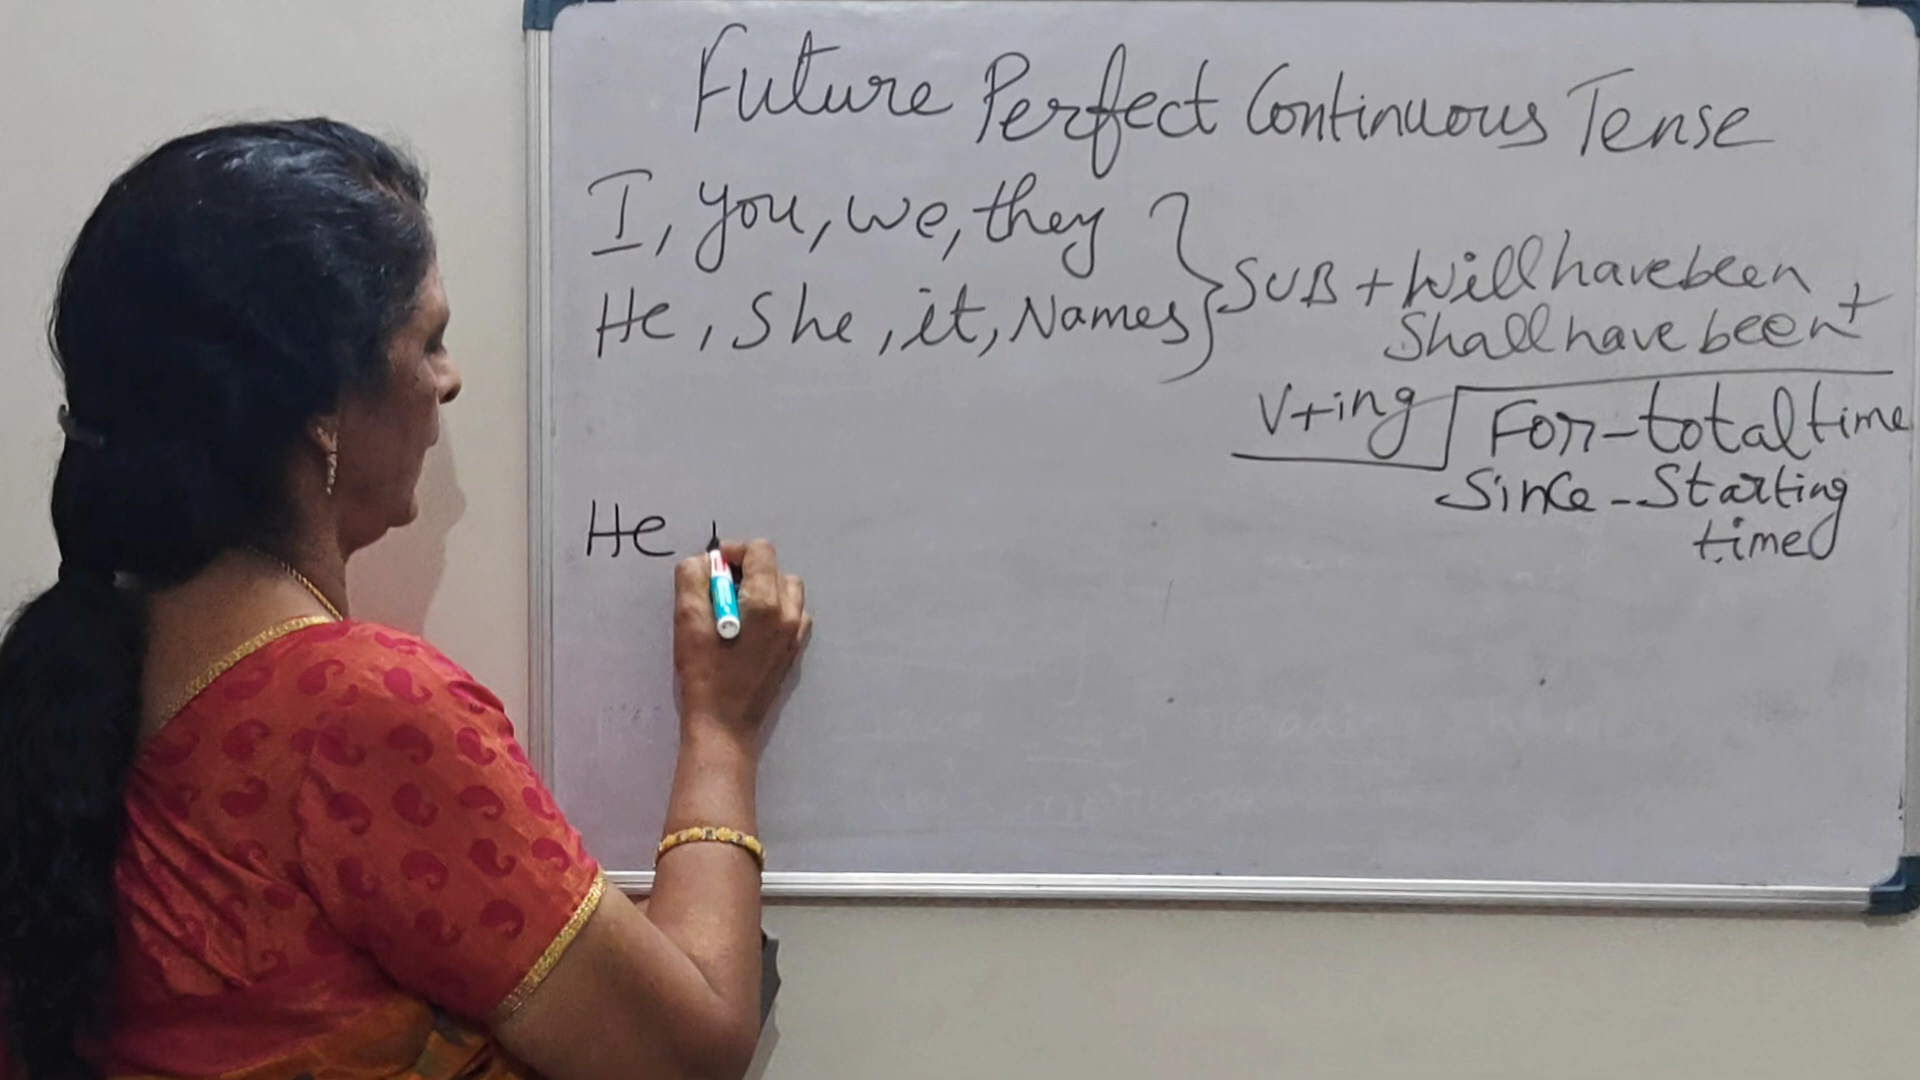 Future Perfect Continuous Tense
I, you, we, they
He, She, it, Names
SUB + Will have been
Shall have been +
V+ing
For - total time
Since - Starting
time
He